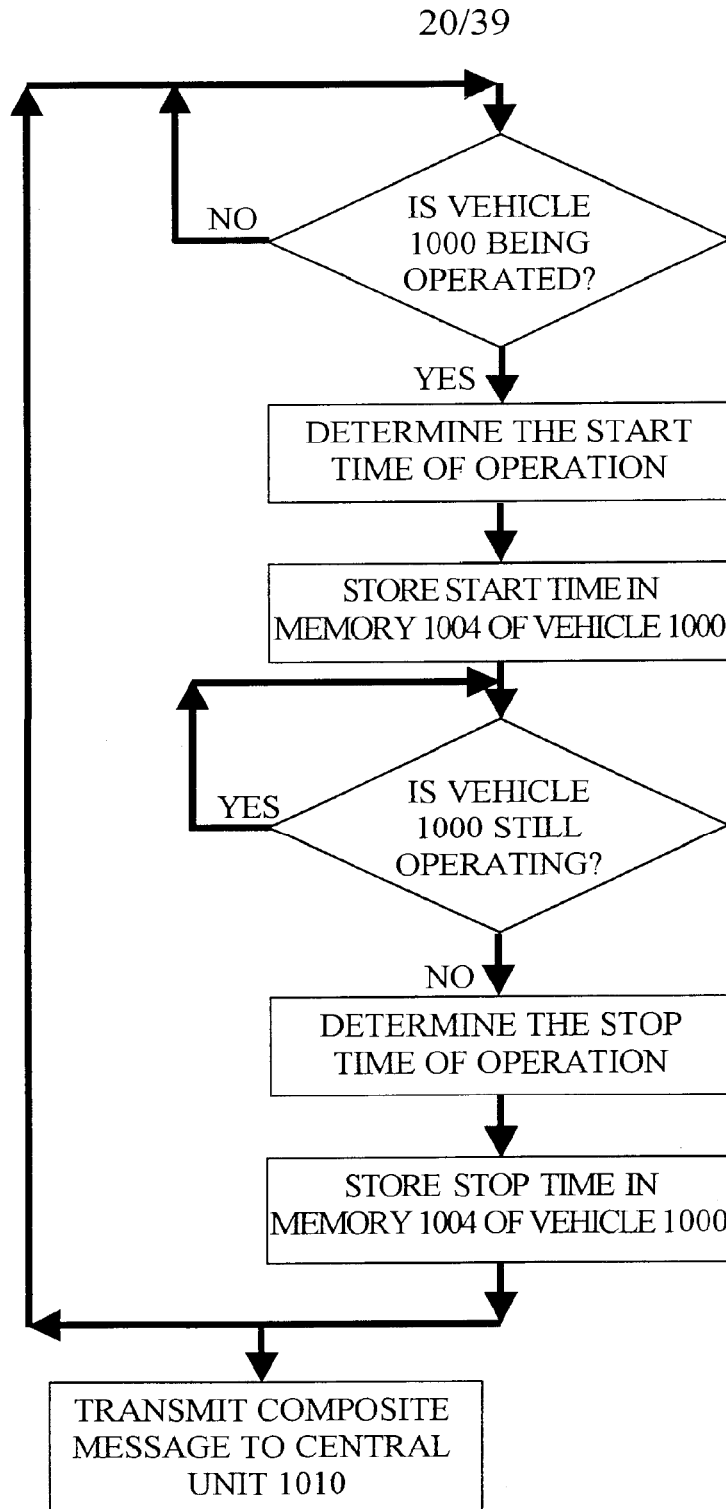 20/39
IS VEHICLE
1000 BEING
OPERATED?
NO
YES
DETERMINE THE START
TIME OF OPERATION
STORE START TIME IN
MEMORY 1004 OF VEHICLE 1000
IS VEHICLE
1000 STILL
OPERATING?
YES
NO
DETERMINE THE STOP
TIME OF OPERATION
STORE STOP TIME IN
MEMORY 1004 OF VEHICLE 1000
TRANSMIT COMPOSITE
MESSAGE TO CENTRAL
UNIT 1010